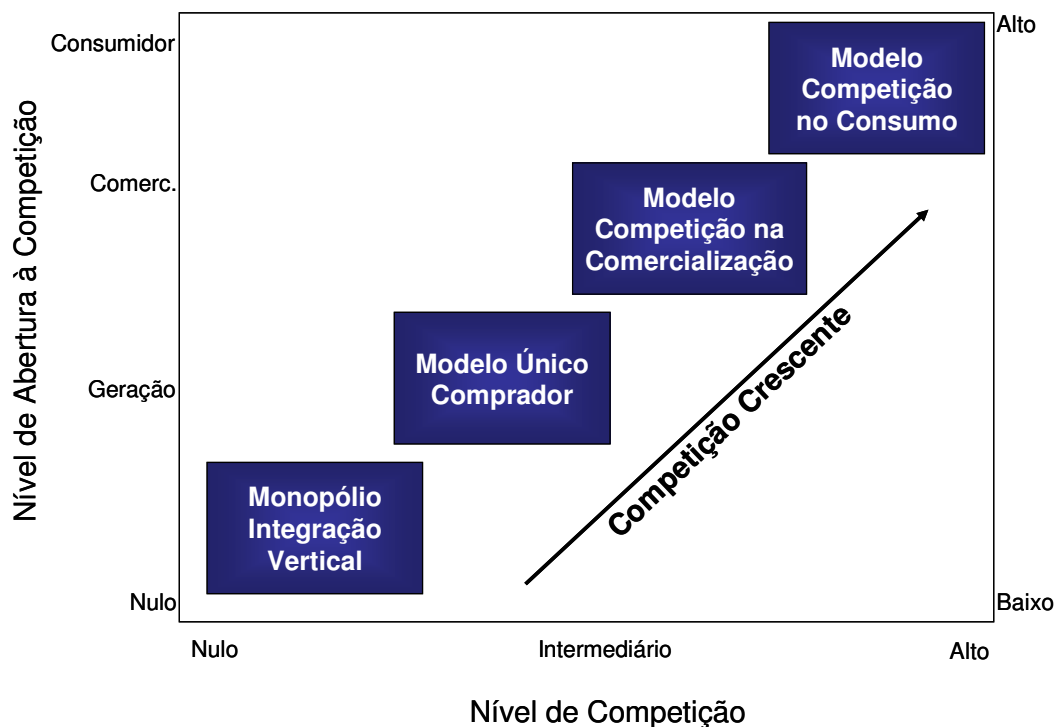 Consumidor
Alto
Modelo
Competição
no Consumo
Comerc.
Modelo
Competição na
Comercialização
Nível de Abertura à Competição
Geração
Modelo Único
Comprador
Competição Crescente
Monopólio
Integração
Vertical
Nulo
Baixo
Nulo
Intermediário
Alto
Nível de Competição